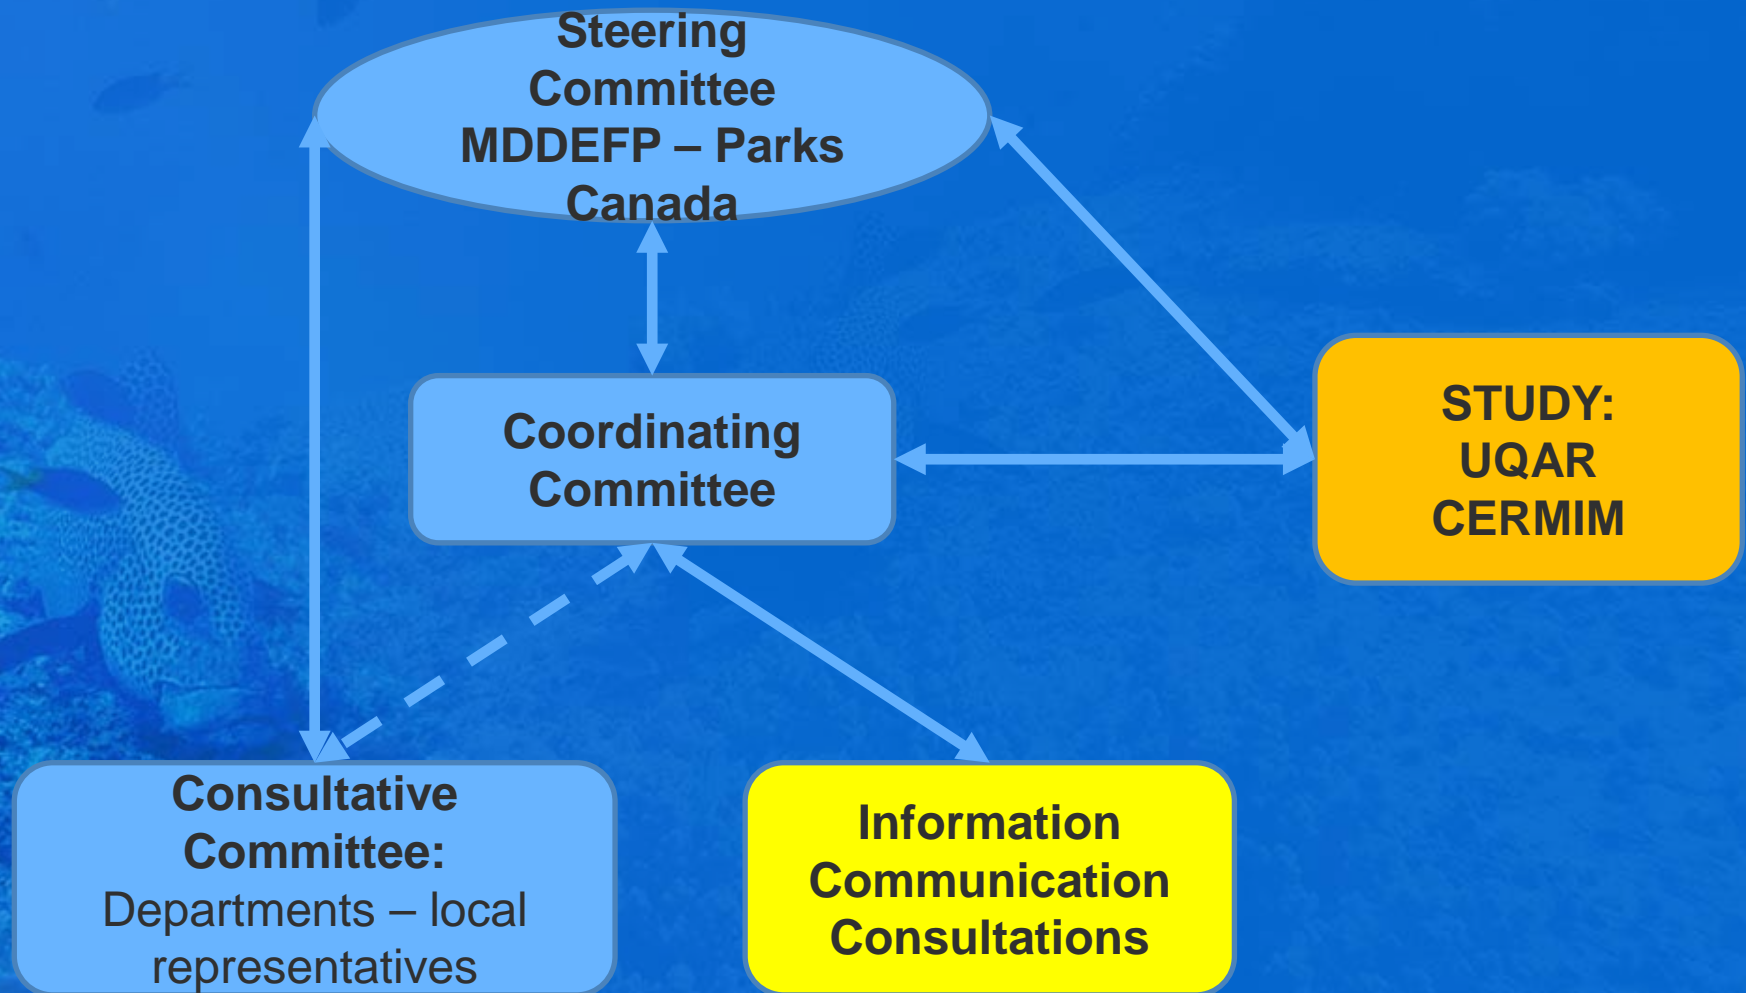 Steering
Committee
MDDEFP – Parks
Canada
Coordinating
Committee
STUDY:
UQAR
CERMIM
Consultative
Committee:
Departments – local
representatives
Information
Communication
Consultations